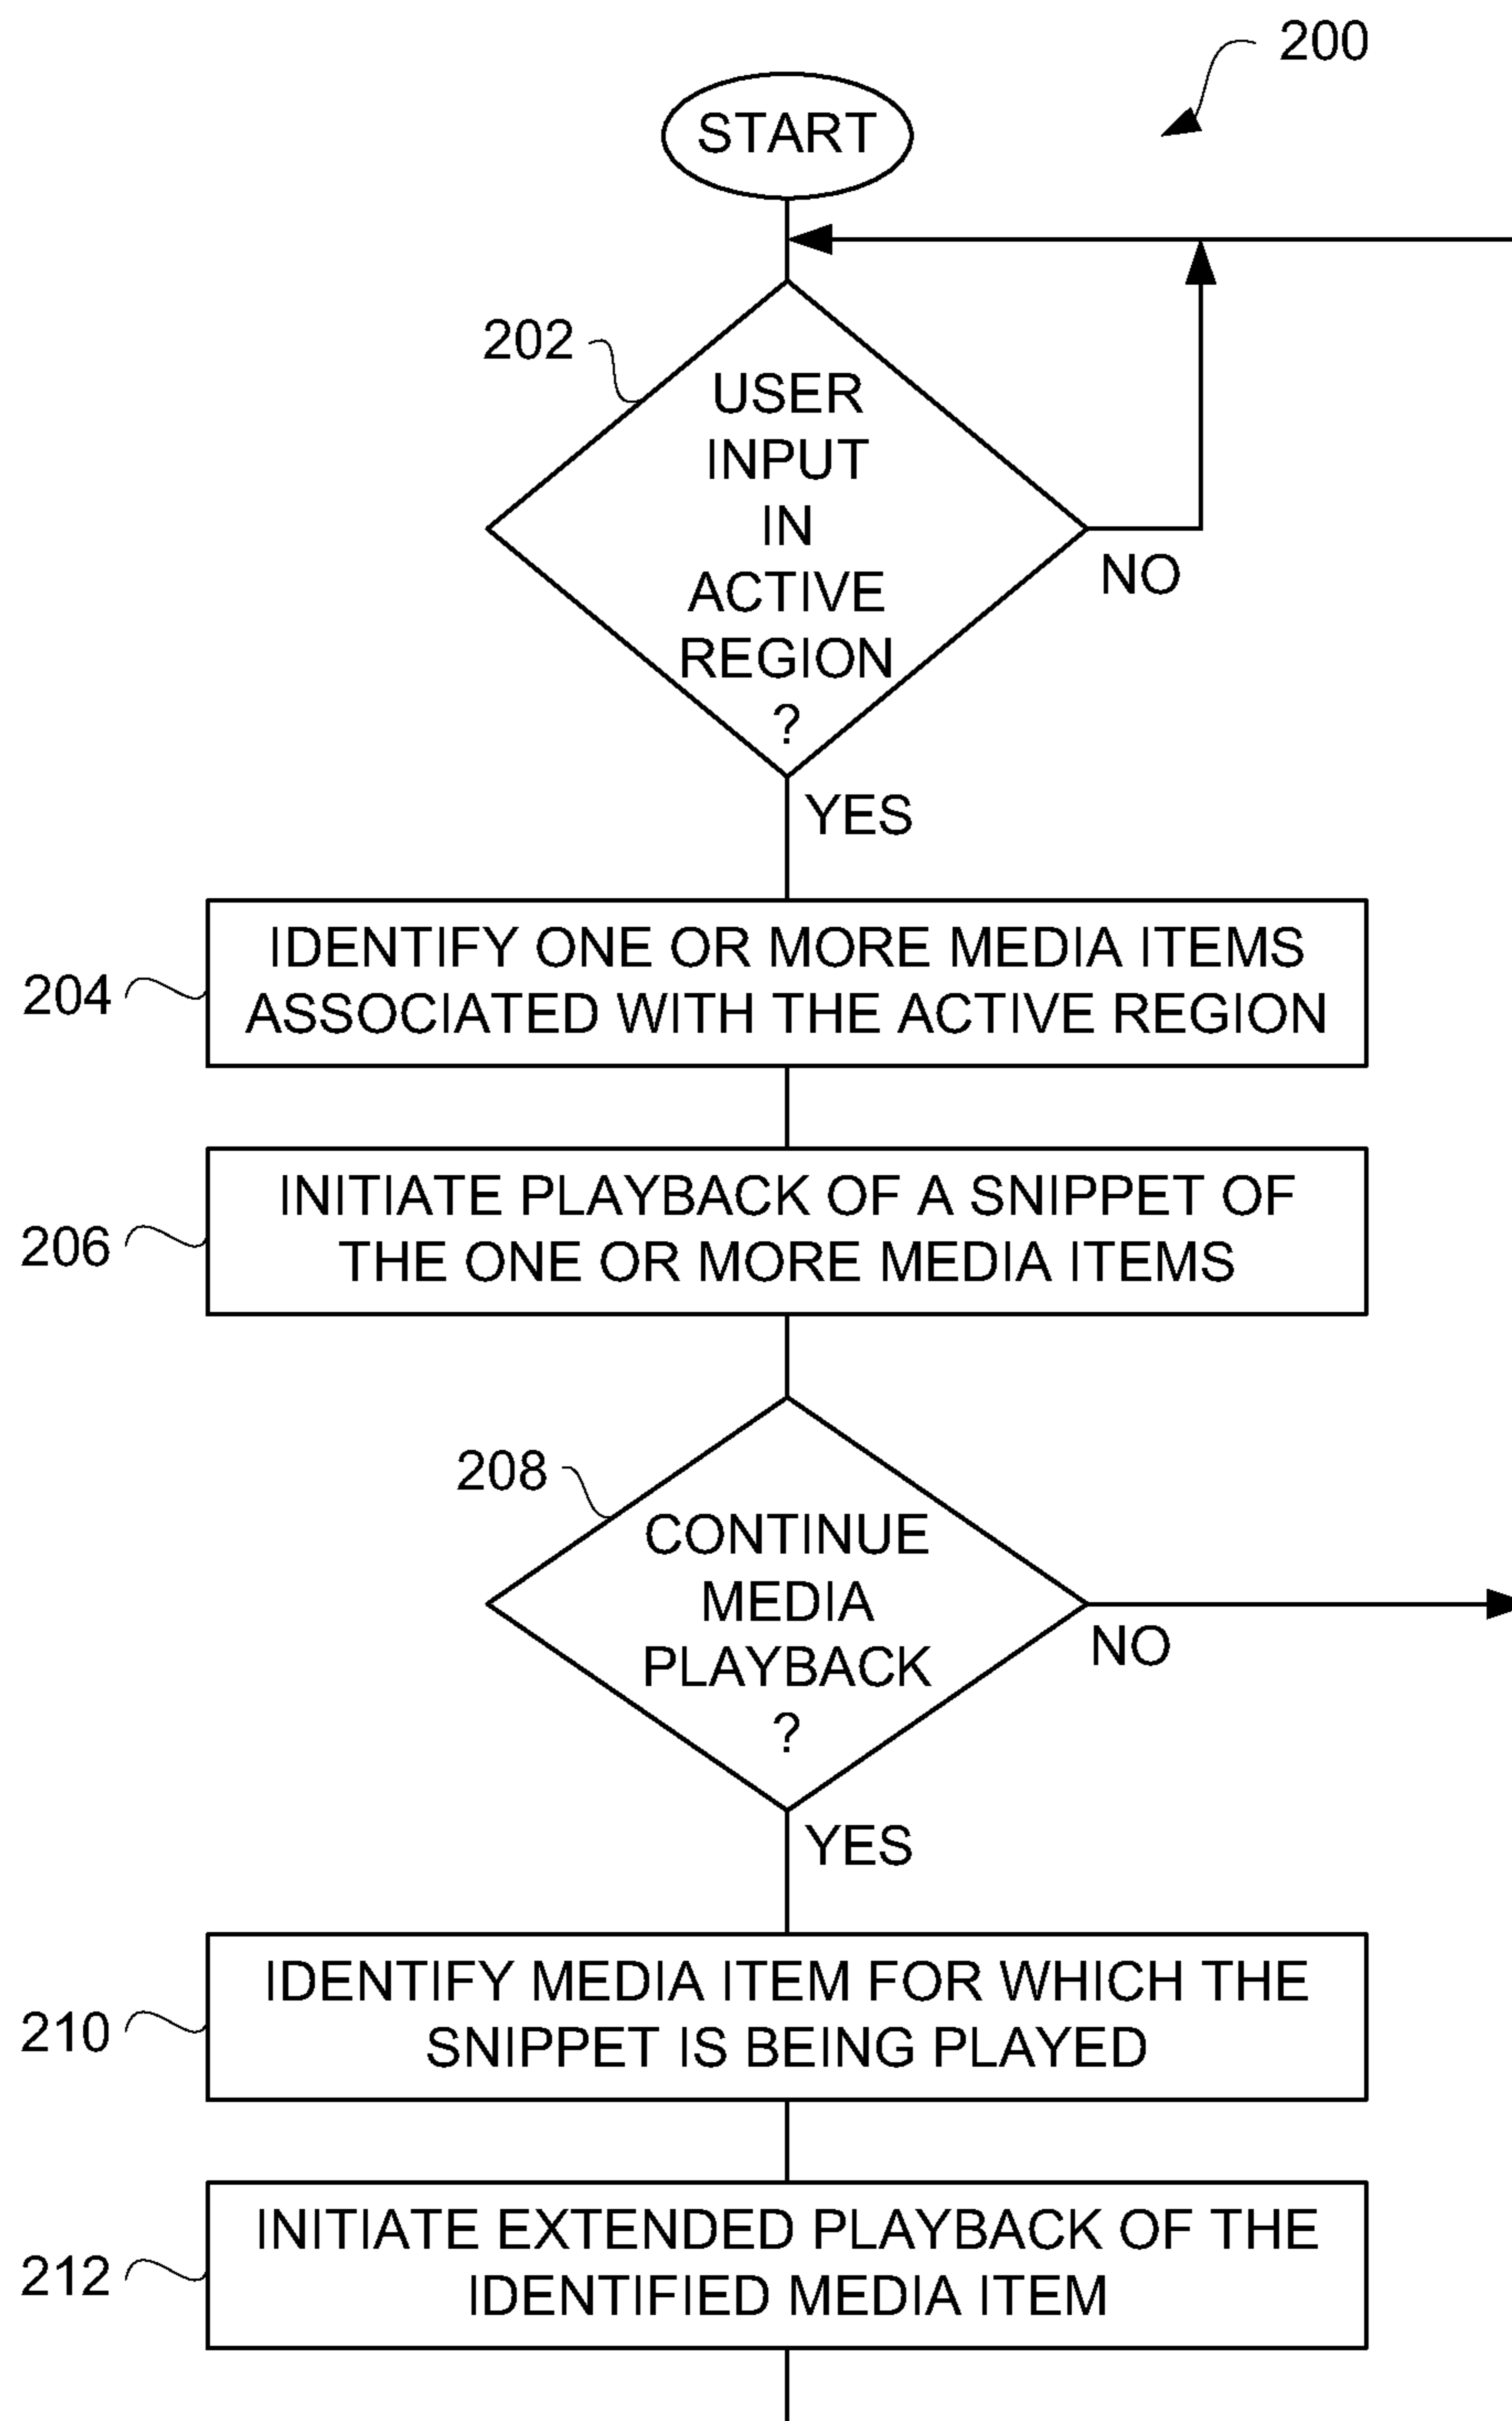 200
START
202
USER
INPUT
IN
ACTIVE
REGION
?
NO
YES
204
IDENTIFY ONE OR MORE MEDIA ITEMS
ASSOCIATED WITH THE ACTIVE REGION
206
INITIATE PLAYBACK OF A SNIPPET OF
THE ONE OR MORE MEDIA ITEMS
208
CONTINUE
MEDIA
PLAYBACK
?
NO
YES
210
IDENTIFY MEDIA ITEM FOR WHICH THE
SNIPPET IS BEING PLAYED
212
INITIATE EXTENDED PLAYBACK OF THE
IDENTIFIED MEDIA ITEM